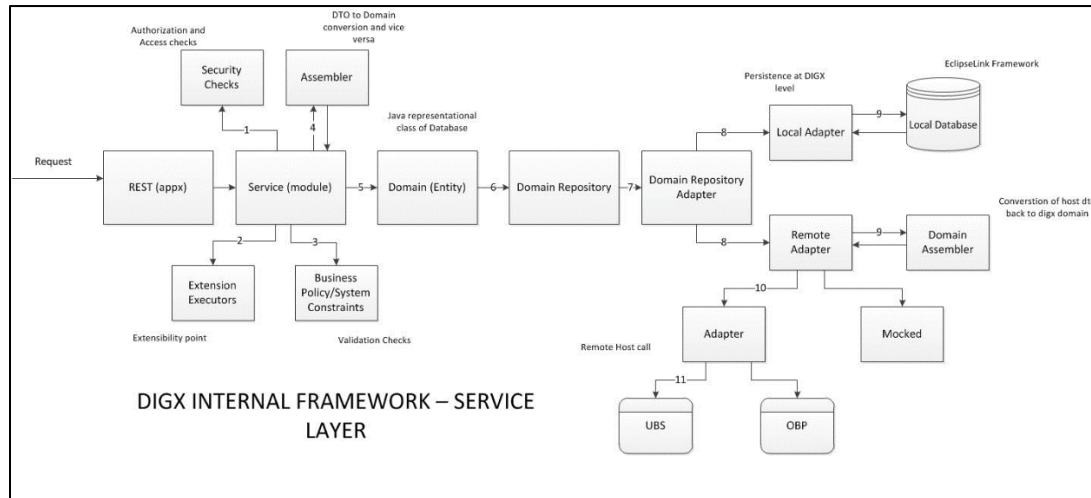 DTO to Domain
conversion and vice
versa
Authorization and
Access checks
Security
Checks
Assembler
Persistence at DIGX
level
EclipseLink Framework
Java representational
class of Database
1
4
8
Local Adapter
9
Local Database
Request
REST (appx)
Service (module)
5
Domain (Entity)
6
Domain Repository
7
Domain Repository
Adapter
Converstion of host dt
back to digx domain
2
3
8
Remote
Adapter
9
Domain
Assembler
Extension
Executors
Business
Policy/System
Constraints
10
Extensibility point
Validation Checks
Remote Host call
Adapter
Mocked
11
DIGX INTERNAL FRAMEWORK – SERVICE
LAYER
UBS
OBP